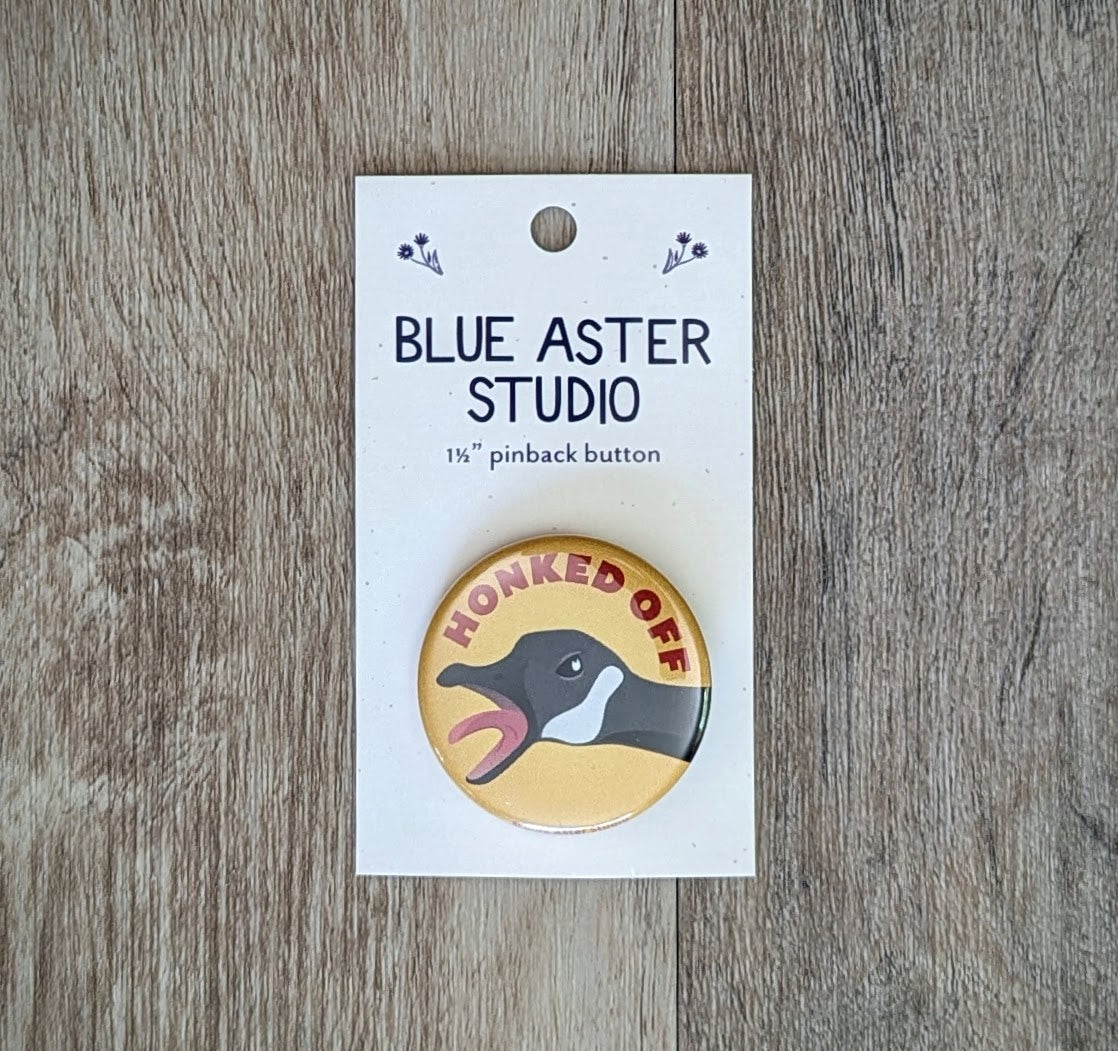 BLUE ASTER
STUDIO
1½” pinback button
HONKED OFF